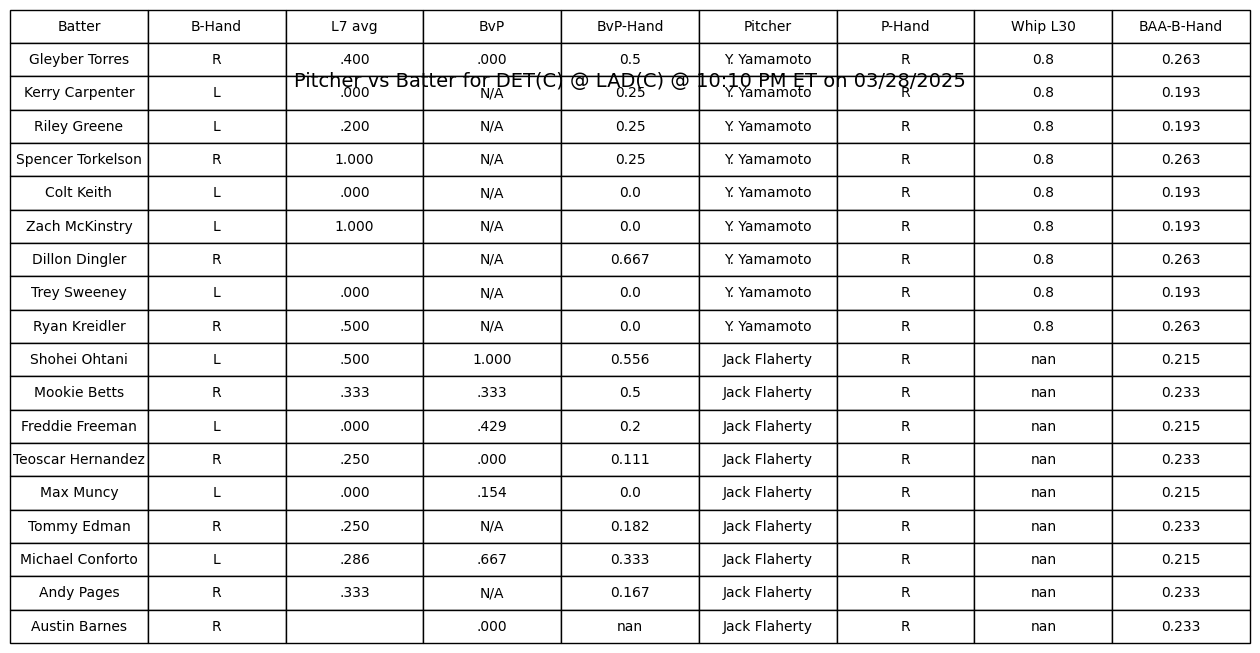 Batter B-Hand L7 avg BvP BvP-Hand Pitcher P-Hand Whip L30 BAA-B-Hand
Gleyber Torres R .400 .000 0.5 Y. Yamamoto R 0.8 0.263
Pitcher vs Batter for DET(C) @ LAD(C) @ 10:10 PM ET on 03/28/2025
Kerry Carpenter L .000 N/A 0.25 Y. Yamamoto R 0.8 0.193
Riley Greene L .200 N/A 0.25 Y. Yamamoto R 0.8 0.193
Spencer Torkelson R 1.000 N/A 0.25 Y. Yamamoto R 0.8 0.263
Colt Keith L .000 N/A 0.0 Y. Yamamoto R 0.8 0.193
Zach McKinstry L 1.000 N/A 0.0 Y. Yamamoto R 0.8 0.193
Dillon Dingler R N/A 0.667 Y. Yamamoto R 0.8 0.263
Trey Sweeney L .000 N/A 0.0 Y. Yamamoto R 0.8 0.193
Ryan Kreidler R .500 N/A 0.0 Y. Yamamoto R 0.8 0.263
Shohei Ohtani L .500 1.000 0.556 Jack Flaherty R nan 0.215
Mookie Betts R .333 .333 0.5 Jack Flaherty R nan 0.233
Freddie Freeman L .000 .429 0.2 Jack Flaherty R nan 0.215
Teoscar Hernandez R .250 .000 0.111 Jack Flaherty R nan 0.233
Max Muncy L .000 .154 0.0 Jack Flaherty R nan 0.215
Tommy Edman R .250 N/A 0.182 Jack Flaherty R nan 0.233
Michael Conforto L .286 .667 0.333 Jack Flaherty R nan 0.215
Andy Pages R .333 N/A 0.167 Jack Flaherty R nan 0.233
Austin Barnes R .000 nan Jack Flaherty R nan 0.233